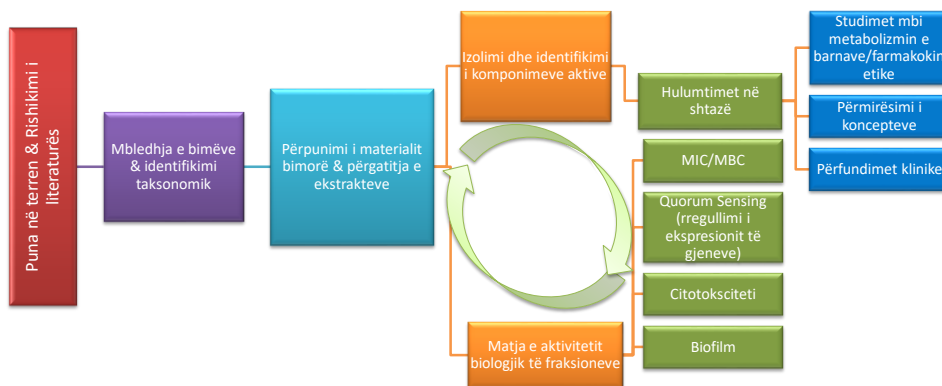 Puna në terren & Rishikimi i
literaturës
Mbledhja e bimëve
& identifikimi
taksonomik
Përpunimi i materialit
bimorë & përgatitja e
ekstrakteve
Izolimi dhe identifikimi
i komponimeve aktive
Matja e aktivitetit
biologjik të fraksioneve
Hulumtimet në
shtazë
MIC/MBC
Quorum Sensing
(rregullimi i
ekspresionit të
gjeneve)
Citotoksciteti
Biofilm
Studimet mbi
metabolizmin e
barnave/farmakokin
etike
Përmirësimi i
koncepteve
Përfundimet klinike